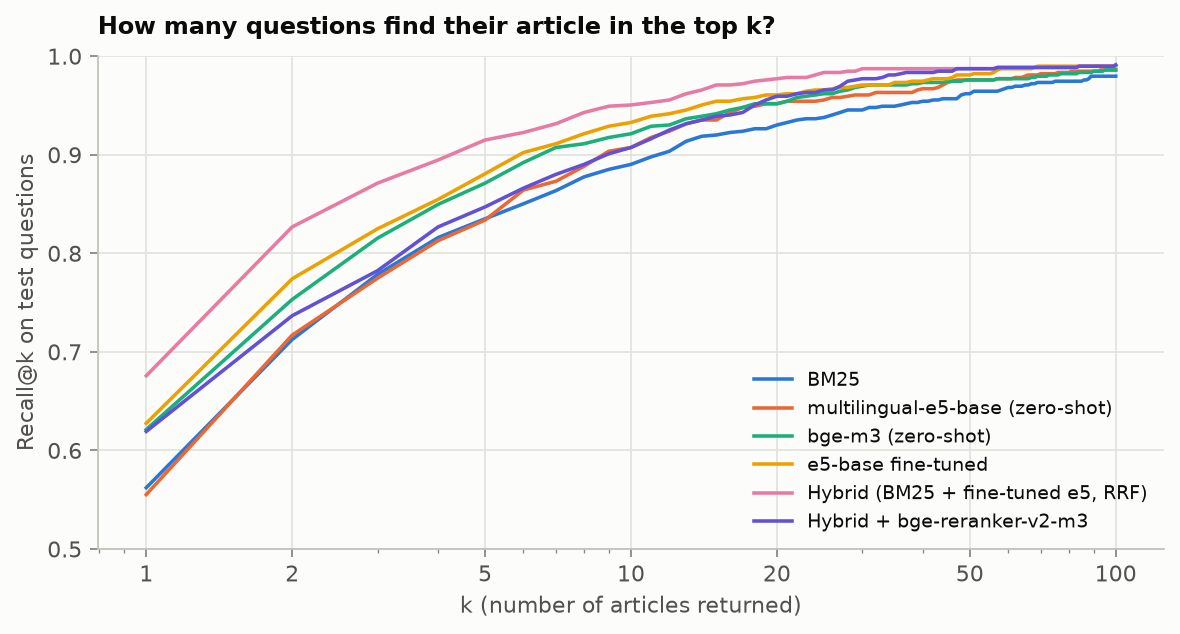 How many questions find their article in the top k?
Recall@k on test questions
1.0
0.9
0.8
0.7
0.6
0.5
BM25
multilingual-e5-base (zero-shot)
bge-m3 (zero-shot)
e5-base fine-tuned
Hybrid (BM25 + fine-tuned e5, RRF)
Hybrid + bge-reranker-v2-m3
1 2 5 10 20 50 100
k (number of articles returned)